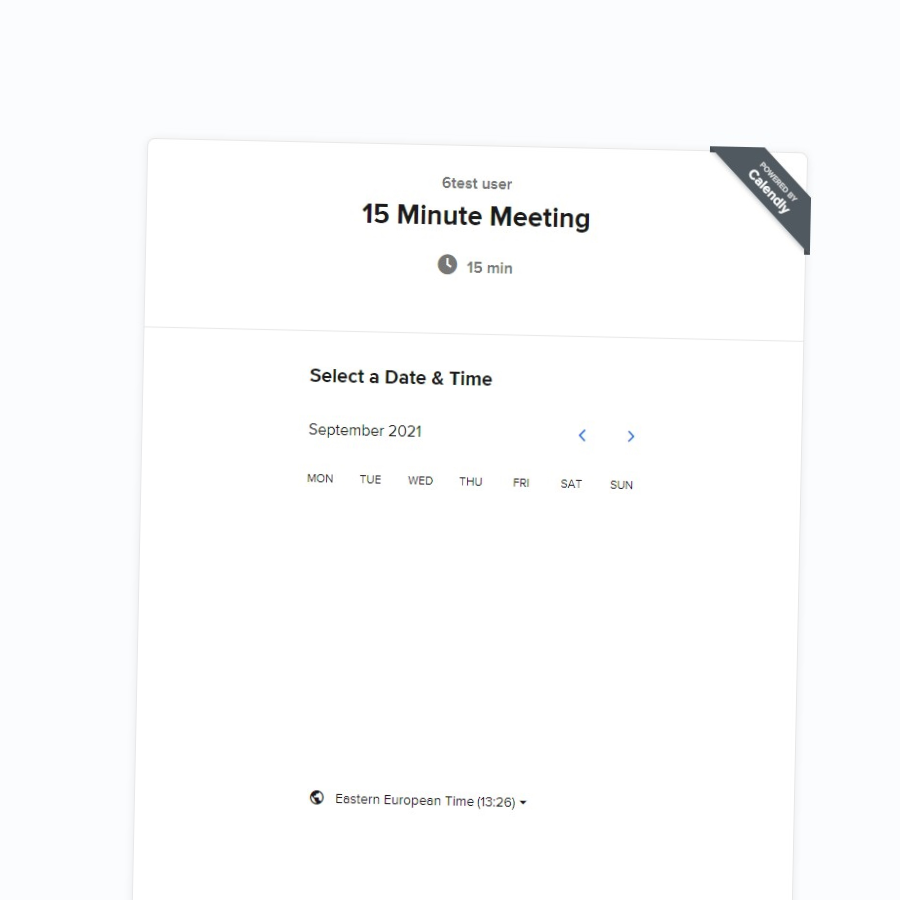 POWERED BY
Calendly
6test user
15 Minute Meeting
15 min
Select a Date & Time
September 2021
MON TUE WED THU FRI SAT SUN
Eastern European Time (13:26)